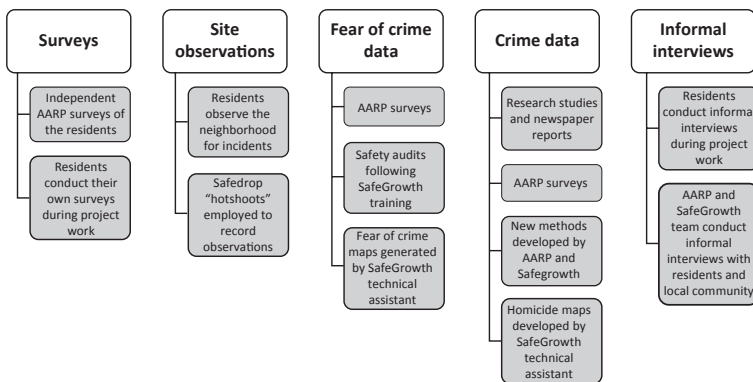 Surveys
Independent
AARP surveys of
the residents
Residents
conduct their
own surveys
during project
work
Site
observations
Residents
observe the
neighborhood
for incidents
Safedrop
“hotshoots”
employed to
record
observations
Fear of crime
data
AARP surveys
Safety audits
following
SafeGrowth
training
Fear of crime
maps generated
by SafeGrowth
technical
assistant
Crime data
Research studies
and newspaper
reports
AARP surveys
New methods
developed by
AARP and
Safegrowth
Homicide maps
developed by
SafeGrowth
technical
assistant
Informal
interviews
Residents
conduct informal
interviews during
project work
AARP and
SafeGrowth
team conduct
informal
interviews with
residents and
local community